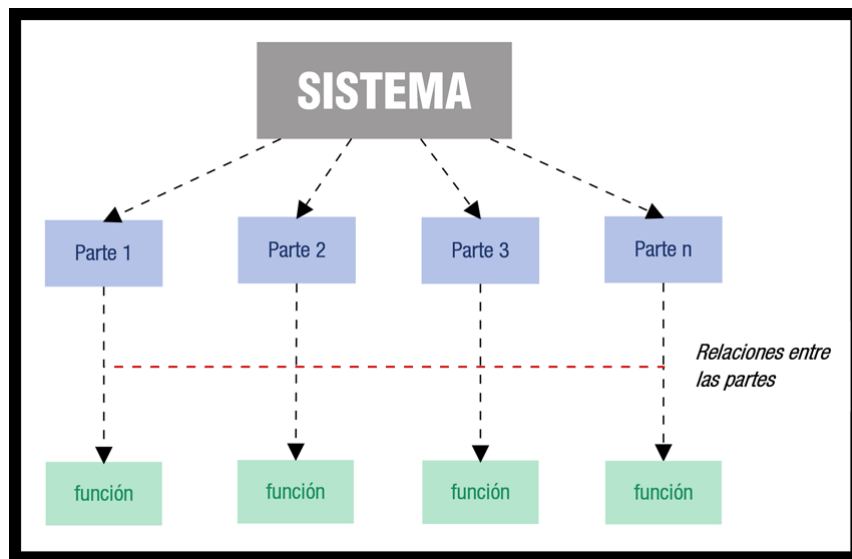 SISTEMA
Parte 1
Parte 2
Parte 3
Parte n
Relaciones entre
las partes
función
función
función
función